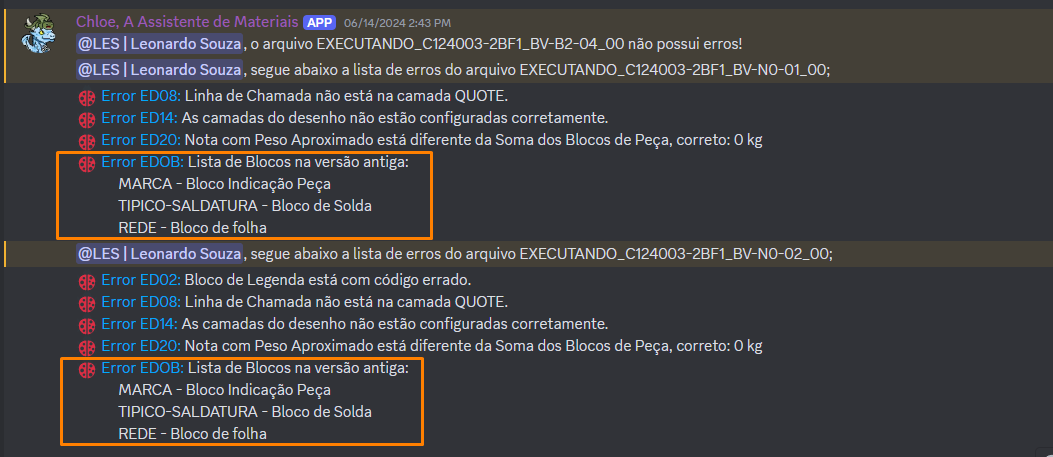 Chloe, A Assistente de Materiais APP 06/14/2024 2:43 PM
@LES | Leonardo Souza, o arquivo EXECUTANDO_C124003-2BF1_BV-B2-04_00 não possui erros!
@LES | Leonardo Souza, segue abaixo a lista de erros do arquivo EXECUTANDO_C124003-2BF1_BV-N0-01_00;
Error ED08: Linha de Chamada não está na camada QUOTE.
Error ED14: As camadas do desenho não estão configuradas corretamente.
Error ED20: Nota com Peso Aproximado está diferente da Soma dos Blocos de Peça, correto: 0 kg
Error EDOB: Lista de Blocos na versão antiga:
MARCA - Bloco Indicação Peça
TIPICO-SALDATURA - Bloco de Solda
REDE - Bloco de folha
@LES | Leonardo Souza, segue abaixo a lista de erros do arquivo EXECUTANDO_C124003-2BF1_BV-N0-02_00;
Error ED02: Bloco de Legenda está com código errado.
Error ED08: Linha de Chamada não está na camada QUOTE.
Error ED14: As camadas do desenho não estão configuradas corretamente.
Error ED20: Nota com Peso Aproximado está diferente da Soma dos Blocos de Peça, correto: 0 kg
Error EDOB: Lista de Blocos na versão antiga:
MARCA - Bloco Indicação Peça
TIPICO-SALDATURA - Bloco de Solda
REDE - Bloco de folha